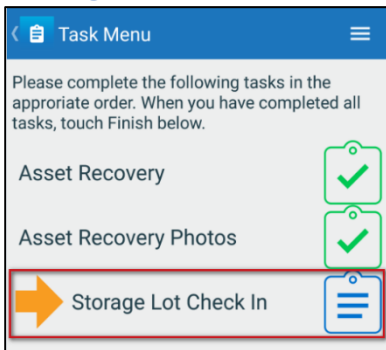 Task Menu
Please complete the following tasks in the
approriate order. When you have completed all
tasks, touch Finish below.
Asset Recovery
Asset Recovery Photos
Storage Lot Check In